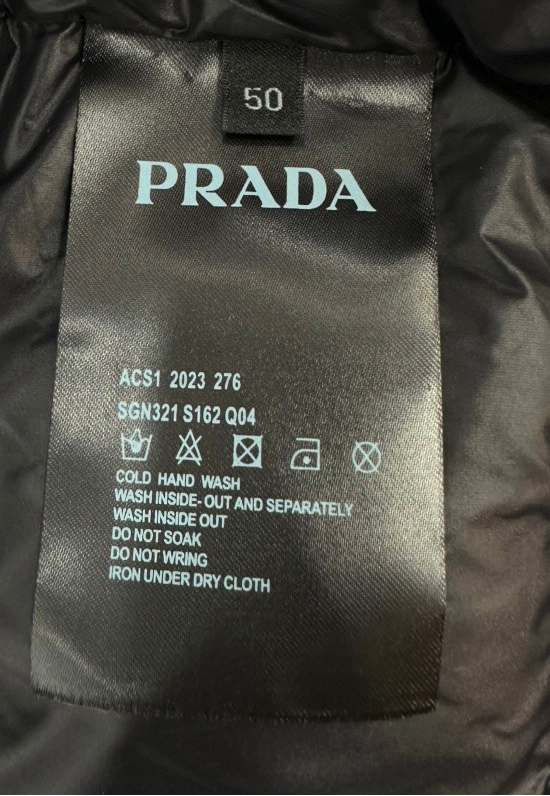 50
PRADA
ACS1 2023 276
SGN321 S162 Q04
COLD HAND WASH
WASH INSIDE-OUT AND SEPARATELY
WASH INSIDE OUT
DO NOT SOAK
DO NOT WRING
IRON UNDER DRY CLOTH